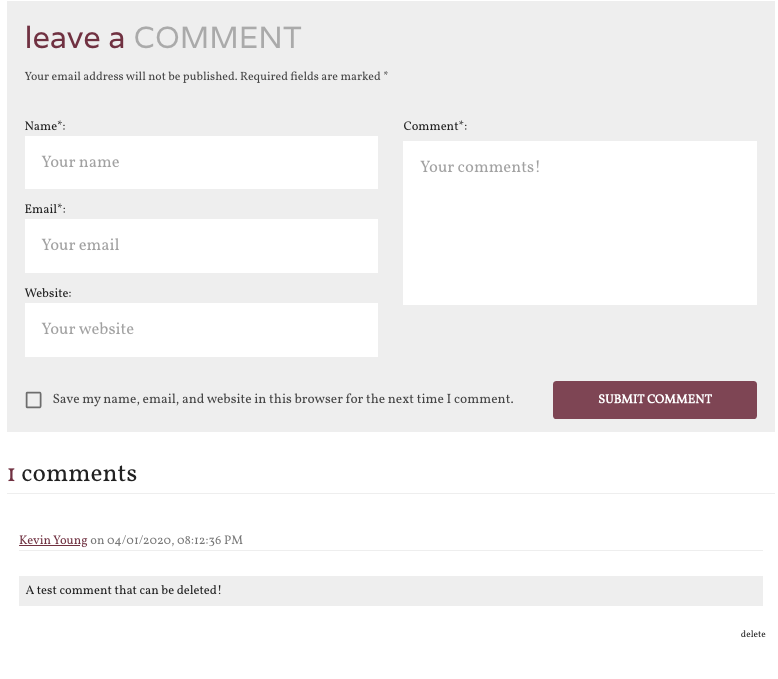 leave a COMMENT
Your email address will not be published. Required fields are marked *
Name*:
Your name
Email*:
Your email
Website:
Your website
Comment*:
Your comments!
Save my name, email, and website in this browser for the next time I comment.
SUBMIT COMMENT
1 comments
Kevin Young on 04/01/2020, 08:12:36 PM
A test comment that can be deleted!
delete